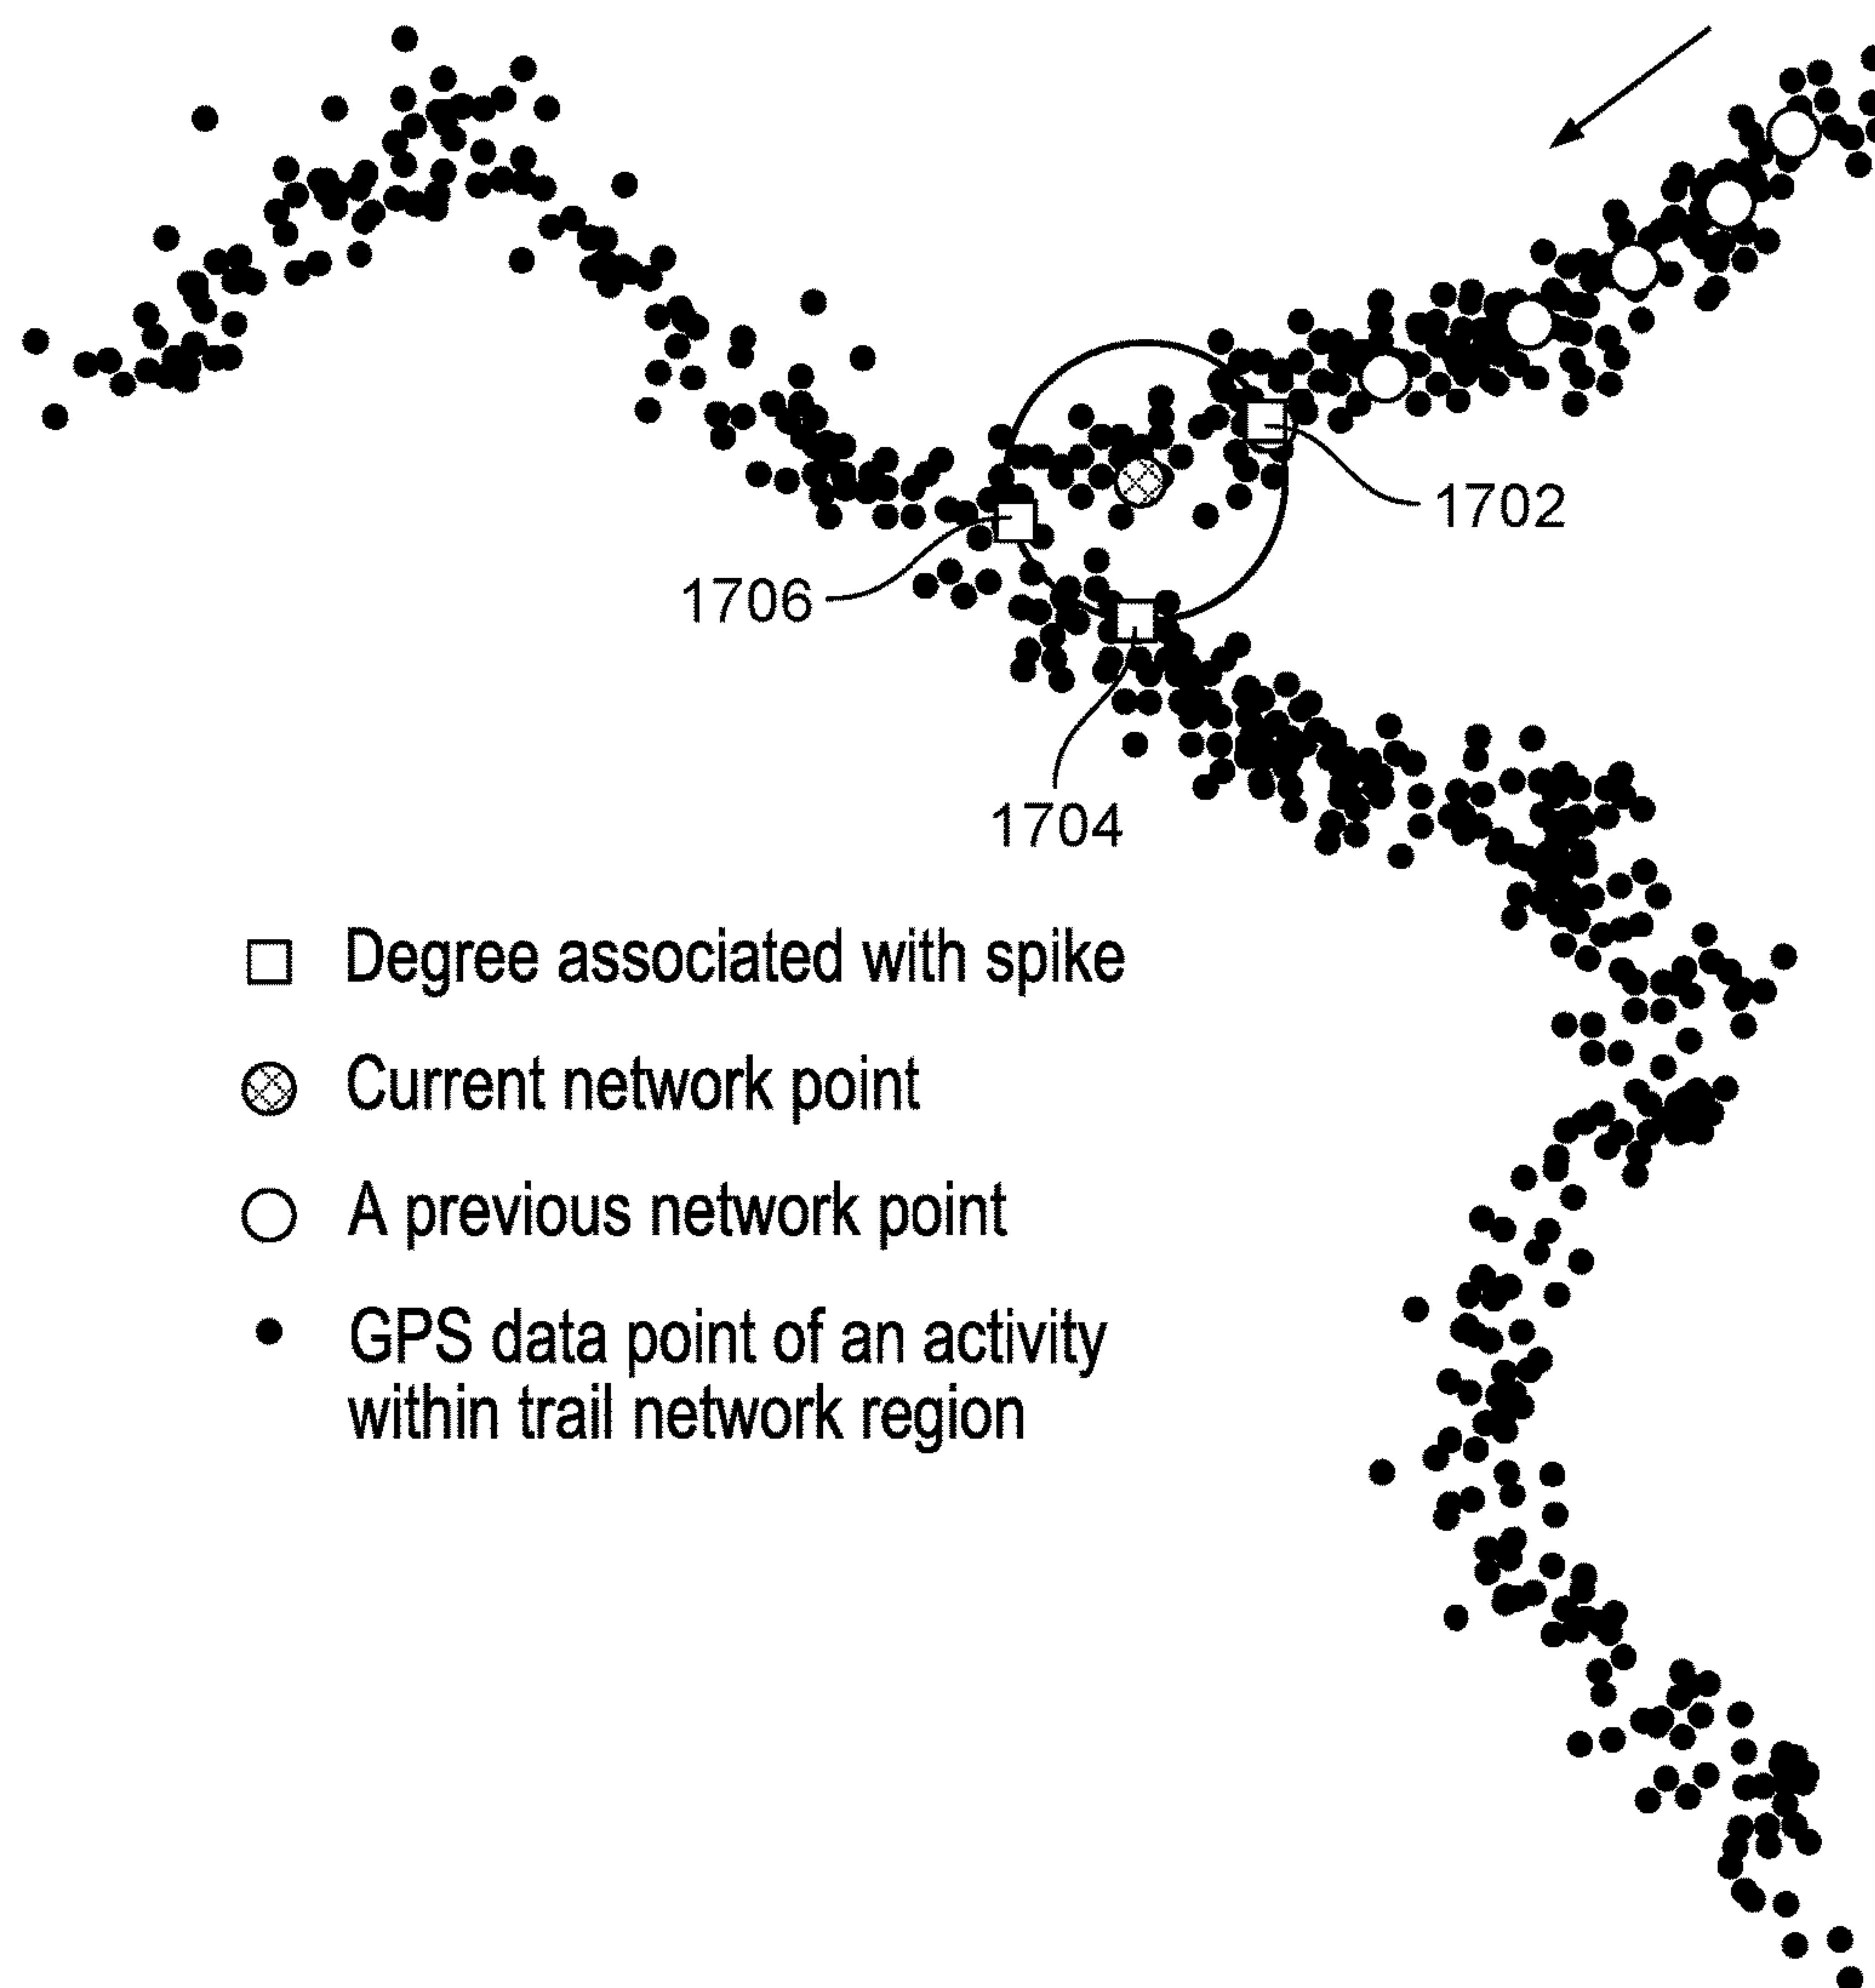 1702
1706
1704
Degree associated with spike
Current network point
A previous network point
GPS data point of an activity
within trail network region